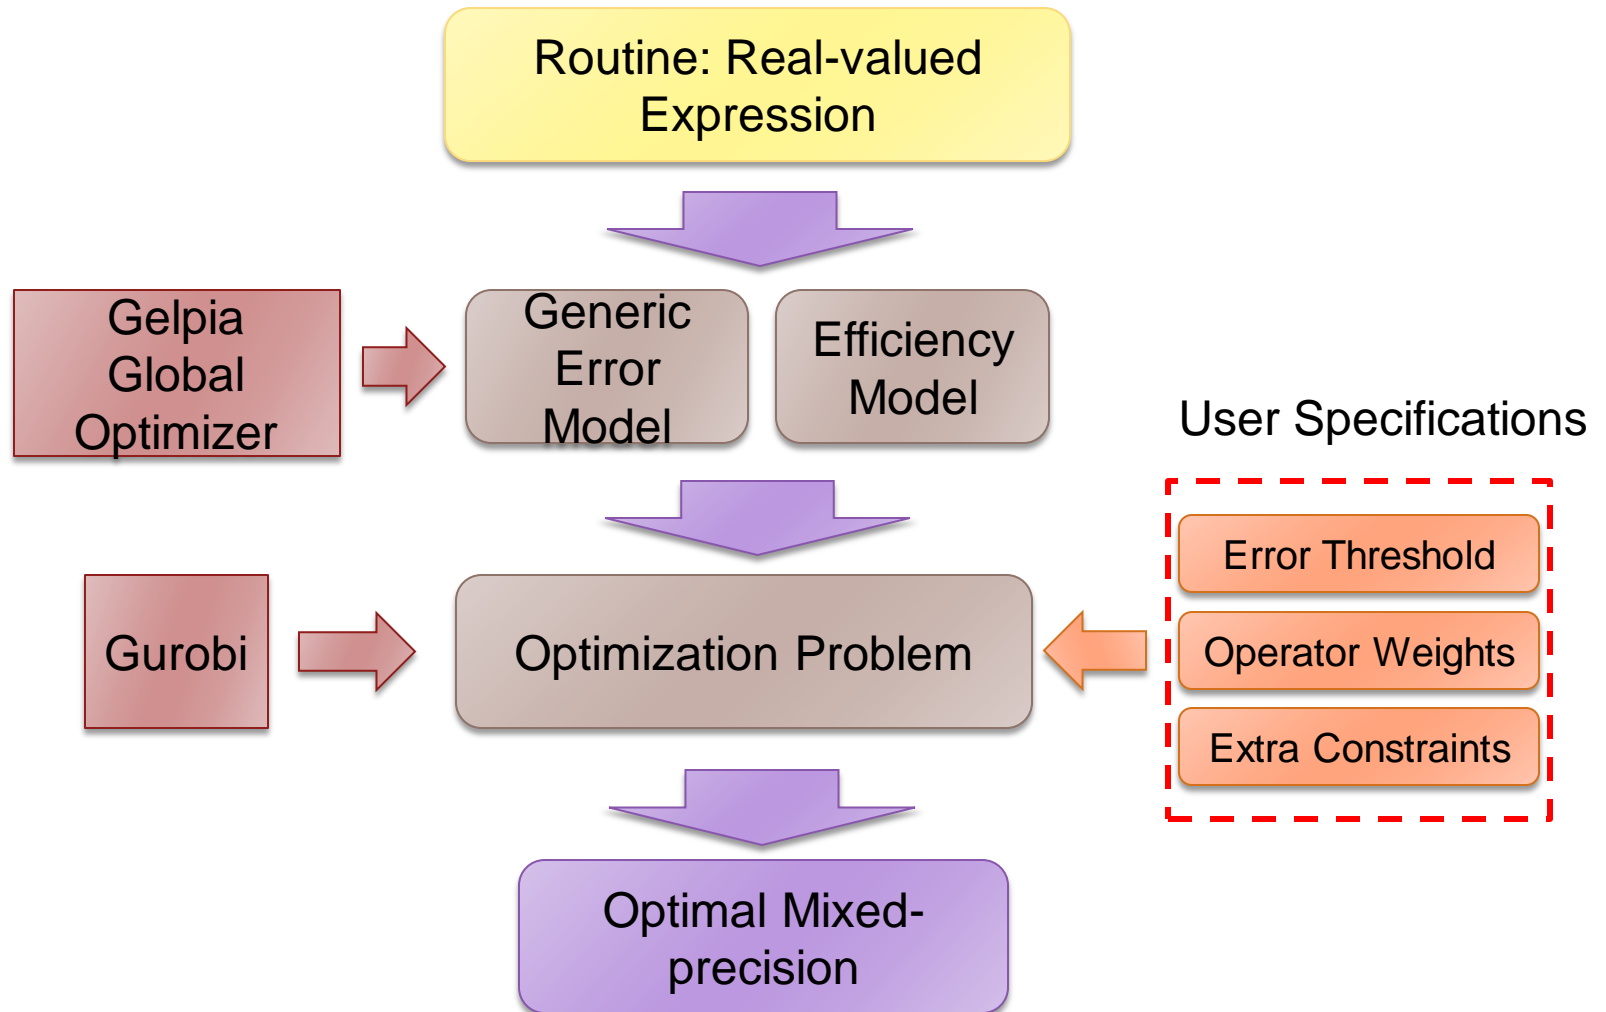 Routine: Real-valued
Expression
Gelpia
Global
Optimizer
Generic
Error
Model
Efficiency
Model
User Specifications
Error Threshold
Operator Weights
Extra Constraints
Gurobi
Optimization Problem
Optimal Mixed-
precision